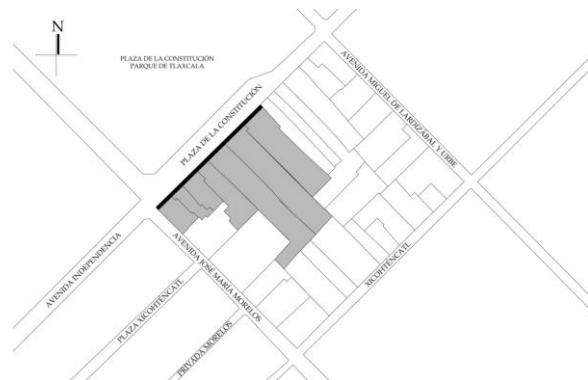 N
PLAZA DE LA CONSTITUCIÓN
PARQUE DE TLAXCALA
PLAZA DE LA CONSTITUCIÓN
AVENIDA MIGUEL DE LARDIZÁBAL Y URIBE
AVENIDA INDEPENDENCIA
AVENIDA JOSÉ MARÍA MORELOS
XICOHTENCATL
PLAZA XICOHTENCATL
PRIVADA MORELOS